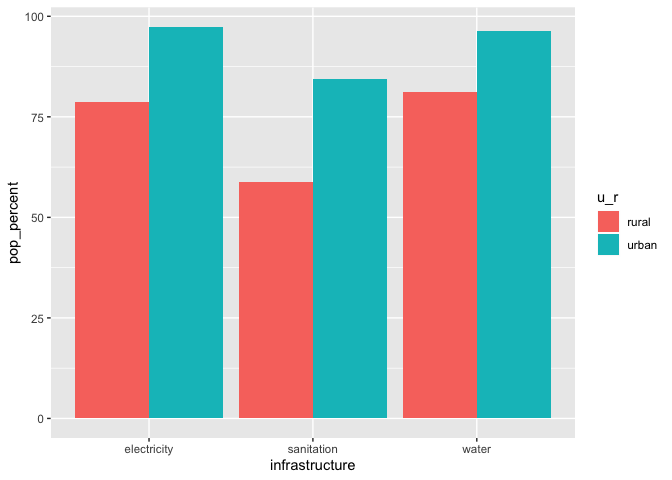 100
75
50
25
0
pop_percent
electricity
sanitation
water
infrastructure
u_r
rural
urban